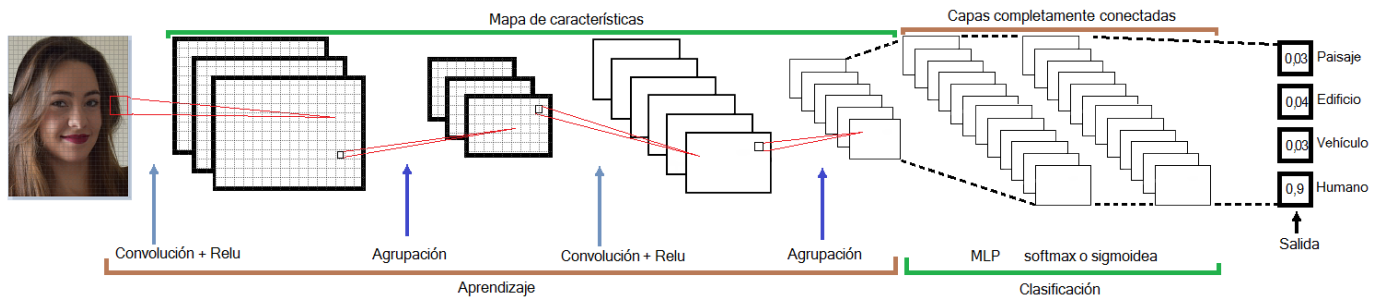 Mapa de características
Capas completamente conectadas
0,03 Paisaje
0,04 Edificio
0,03 Vehículo
0,9 Humano
Salida
Convolución + Relu
Agrupación
Convolución + Relu
Agrupación
MLP softmax o sigmoidea
Aprendizaje
Clasificación